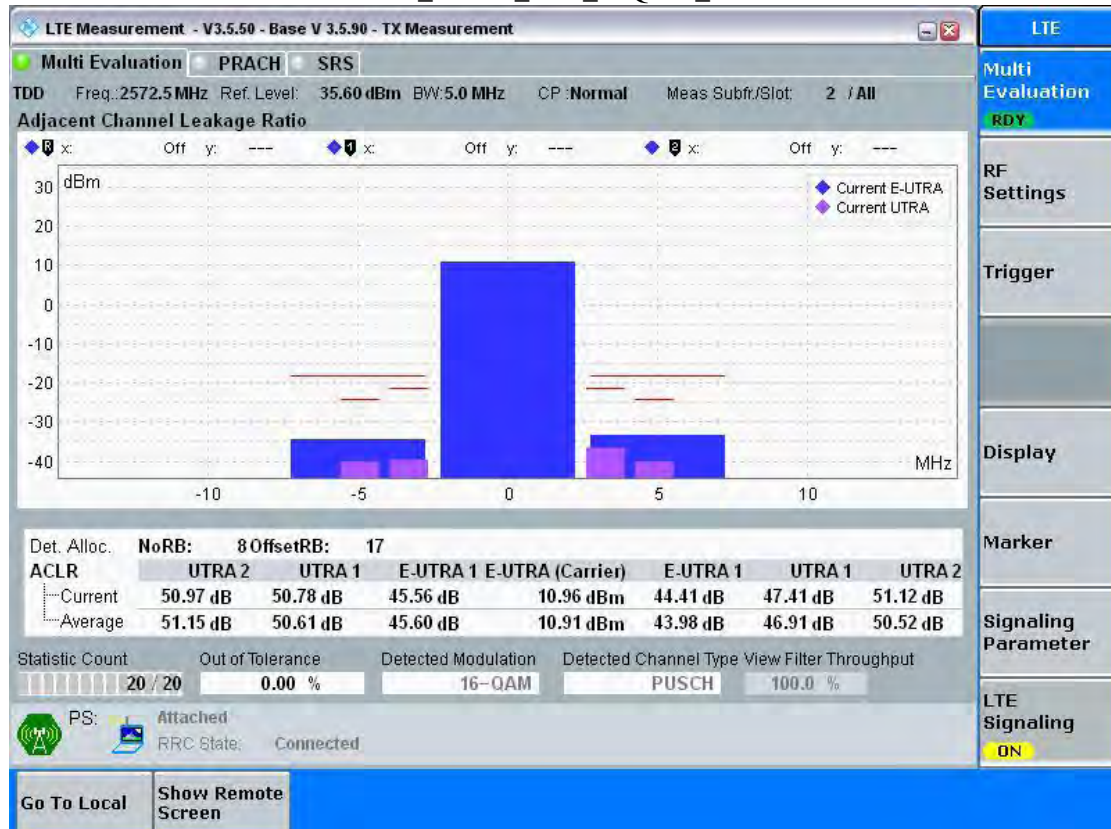 LTE Measurement - V3.5.50 - Base V 3.5.90 - TX Measurement
LTE
Multi Evaluation PRACH SRS
TDD Freq.:2572.5 MHz Ref. Level: 35.60 dBm BW:5.0 MHz CP :Normal Meas Subfr./Slot: 2 / All
Adjacent Channel Leakage Ratio
R x: Off y: --- 1 x: Off y: --- 2 x: Off y: ---
dBm
Current E-UTRA
Current UTRA
30
20
10
0
-10
-20
-30
-40
MHz
-10 -5 0 5 10
Det. Alloc. NoRB: 8 OffsetRB: 17
ACLR UTRA 2 UTRA 1 E-UTRA 1 E-UTRA (Carrier) E-UTRA 1 UTRA 1 UTRA 2
Current 50.97 dB 50.78 dB 45.56 dB 10.96 dBm 44.41 dB 47.41 dB 51.12 dB
Average 51.15 dB 50.61 dB 45.60 dB 10.91 dBm 43.98 dB 46.91 dB 50.52 dB
Statistic Count Out of Tolerance Detected Modulation Detected Channel Type View Filter Throughput
20 / 20 0.00 % 16-QAM PUSCH 100.0 %
PS: Attached
RRC State: Connected
Go To Local
Show Remote
Screen
Multi
Evaluation
RDY
RF
Settings
Trigger
Display
Marker
Signaling
Parameter
LTE
Signaling
ON